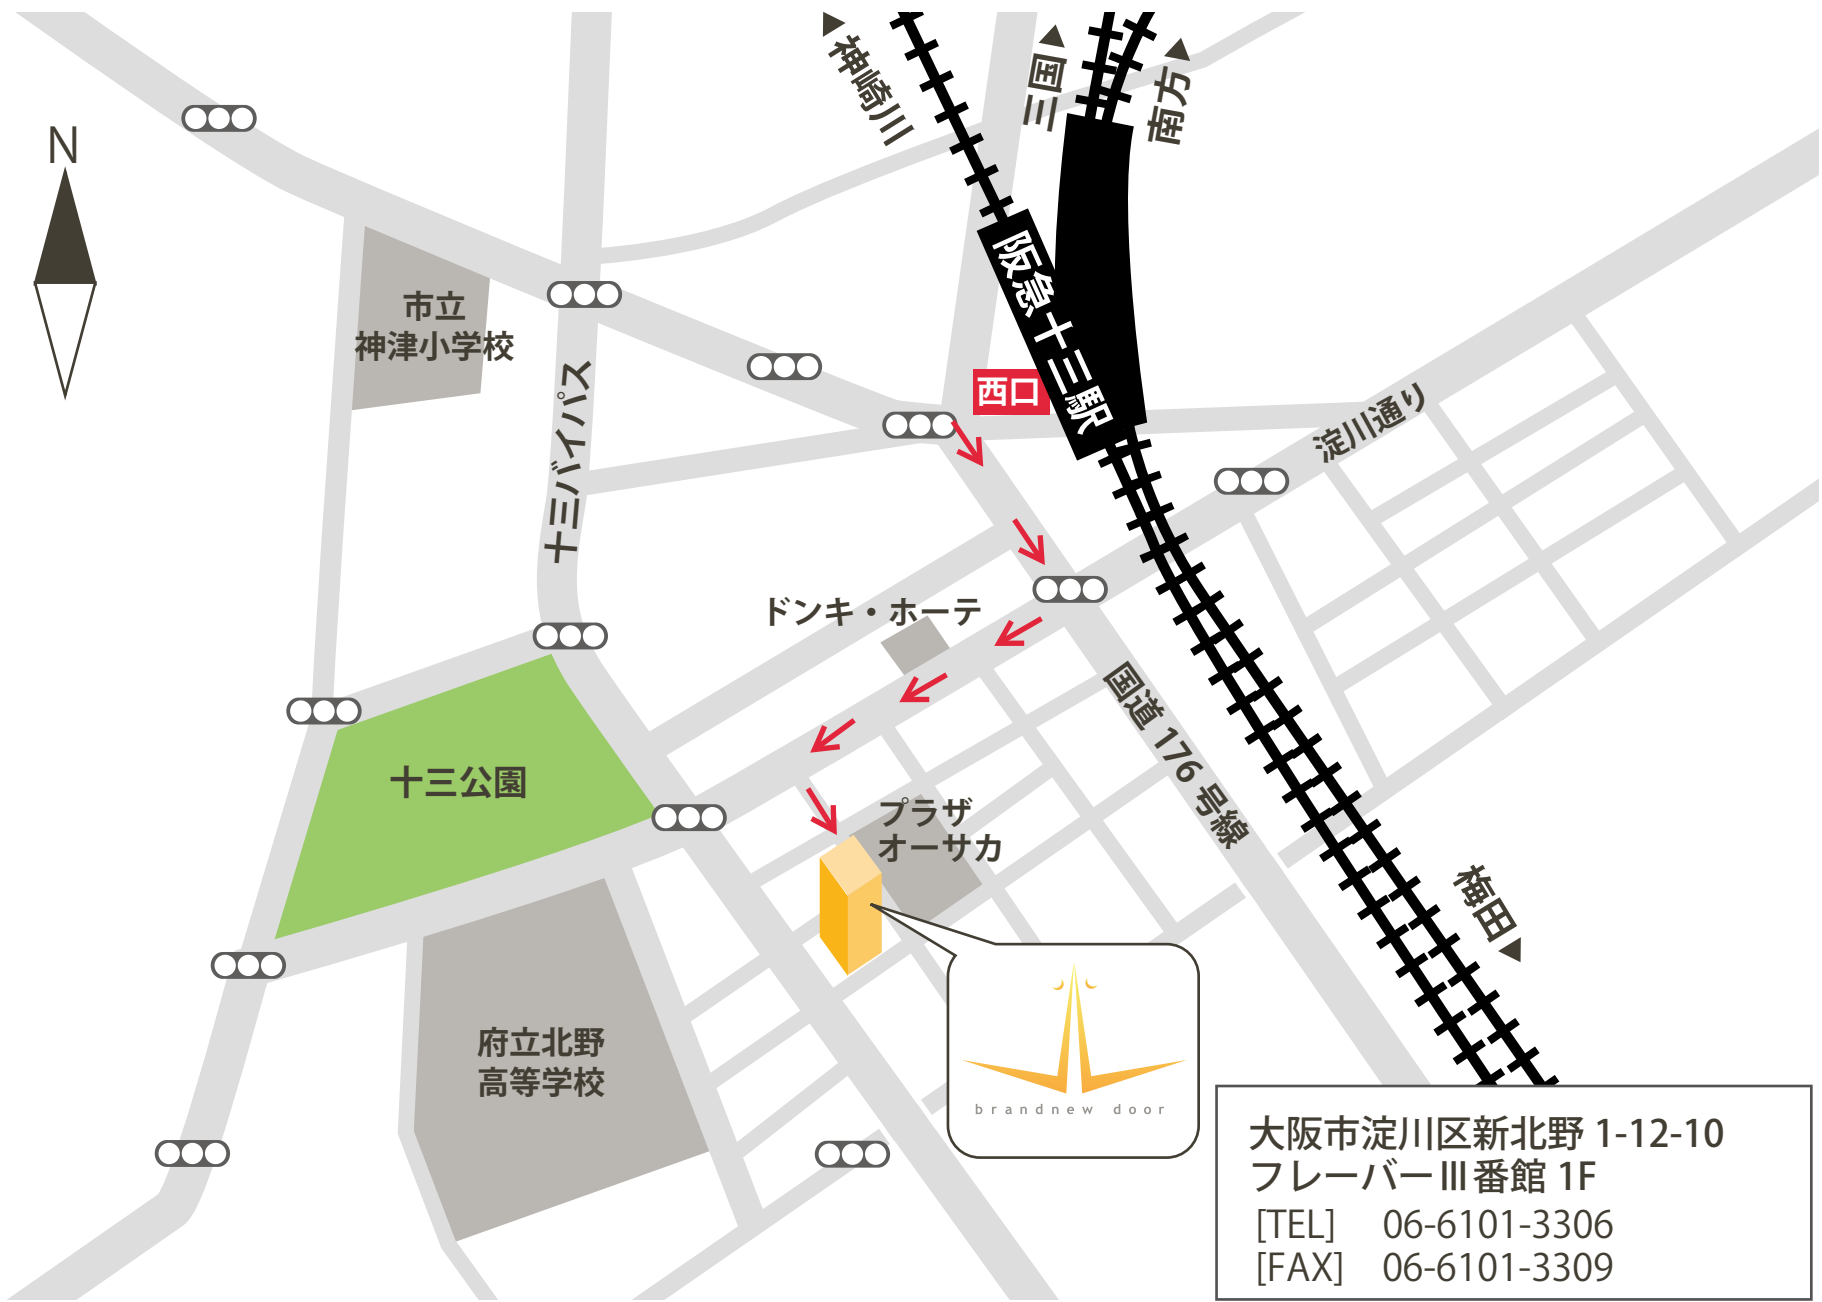 神崎川
三国
南方
N
阪急十三駅
市立
神津小学校
十三バイパス
西口
淀川通り
ドンキ・ホーテ
国道176号線
十三公園
プラザ
オーサカ
梅田
府立北野
高等学校
brandnew door
大阪市淀川区新北野 1-12-10
フレーバーⅢ番館 1F
[TEL] 06-6101-3306
[FAX] 06-6101-3309